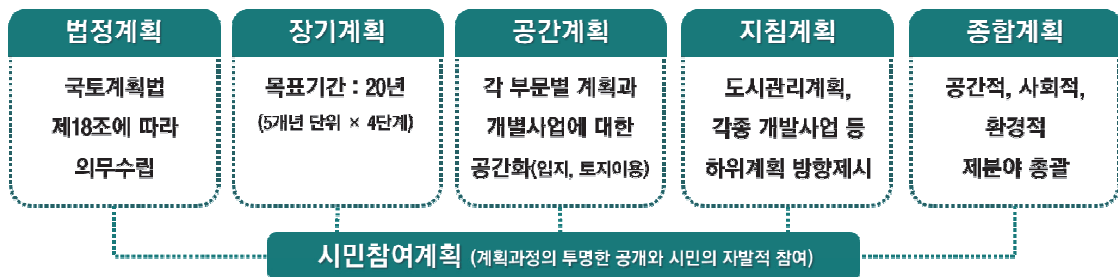 법정계획
국토계획법
제18조에 따라
의무수립
장기계획
목표기간 : 20년
(5개년 단위 × 4단계)
공간계획
각 부문별 계획과
개별사업에 대한
공간화(입지, 토지이용)
지침계획
도시관리계획,
각종 개발사업 등
하위계획 방향제시
종합계획
공간적, 사회적,
환경적
제분야 총괄
시민참여계획 (계획과정의 투명한 공개와 시민의 자발적 참여)